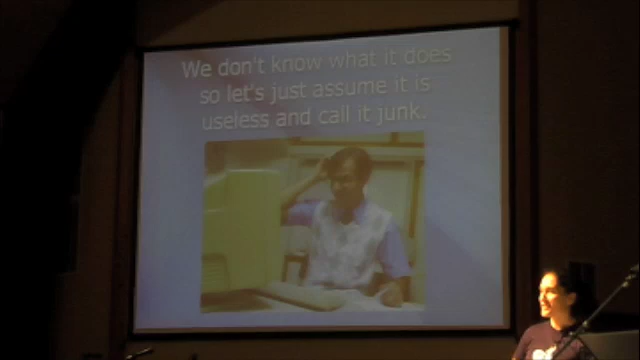 We don't know what it does
so let's just assume it is
useless and call it junk.